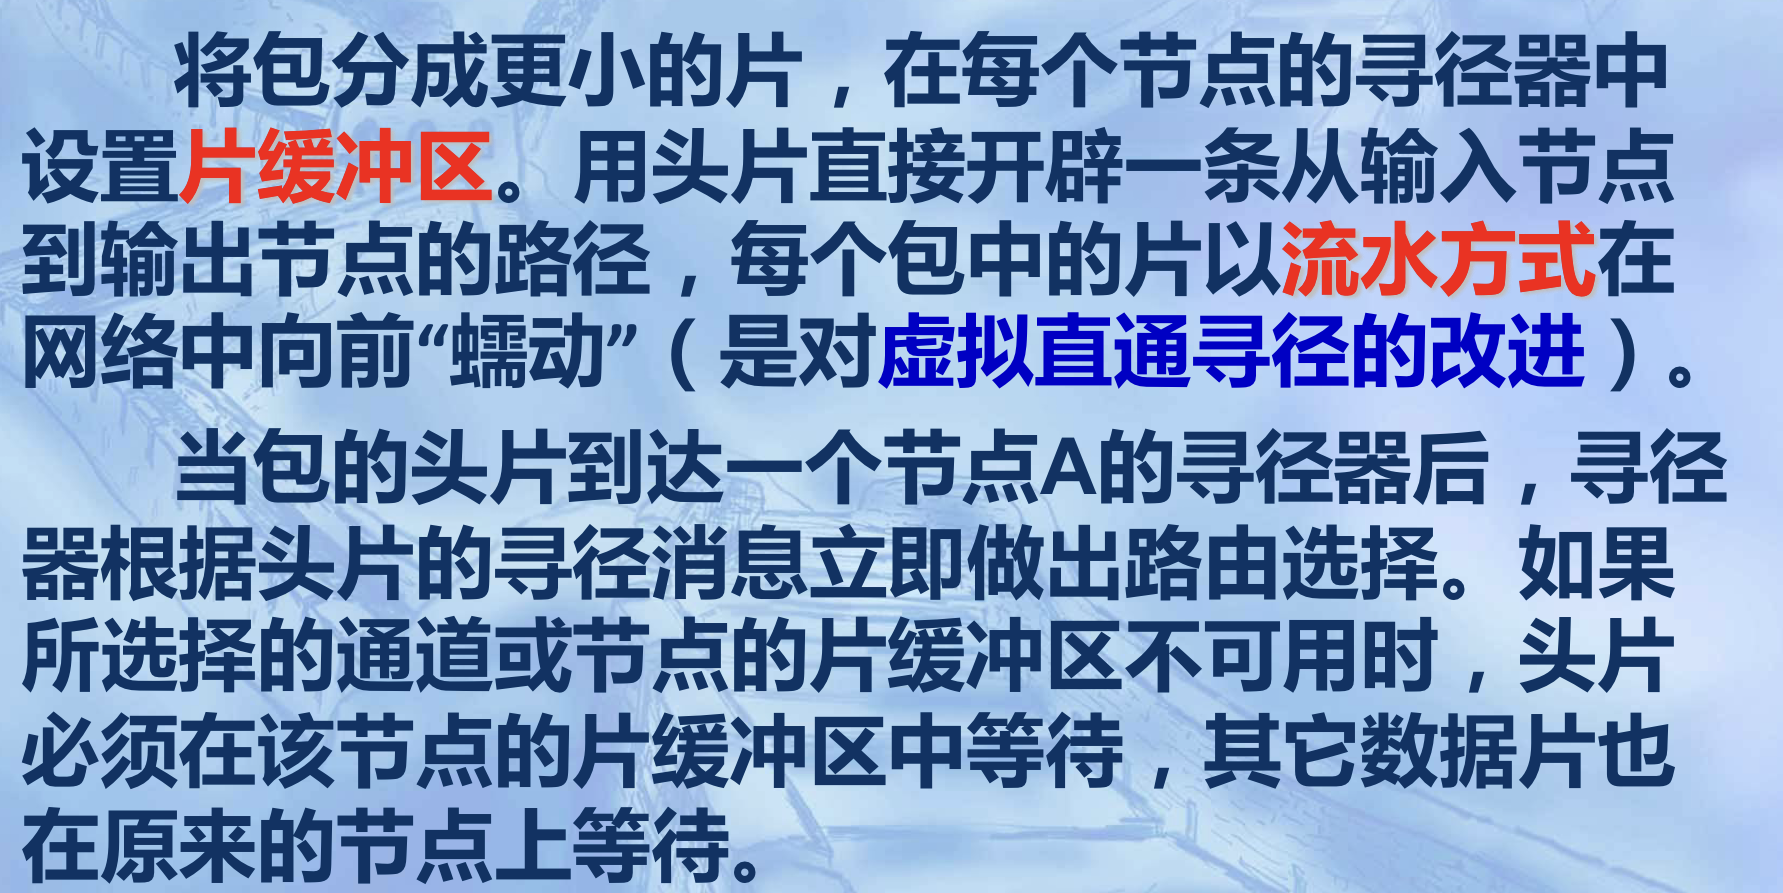 将包分成更小的片，在每个节点的寻径器中
设置片缓冲区。用头片直接开辟一条从输入节点
到输出节点的路径，每个包中的片以流水方式在
网络中向前“蠕动”（是对虚拟直通寻径的改进）。
当包的头片到达一个节点A的寻径器后，寻径
器根据头片的寻径消息立即做出路由选择。如果
所选择的通道或节点的片缓冲区不可用时，头片
必须在该节点的片缓冲区中等待，其它数据片也
在原来的节点上等待。